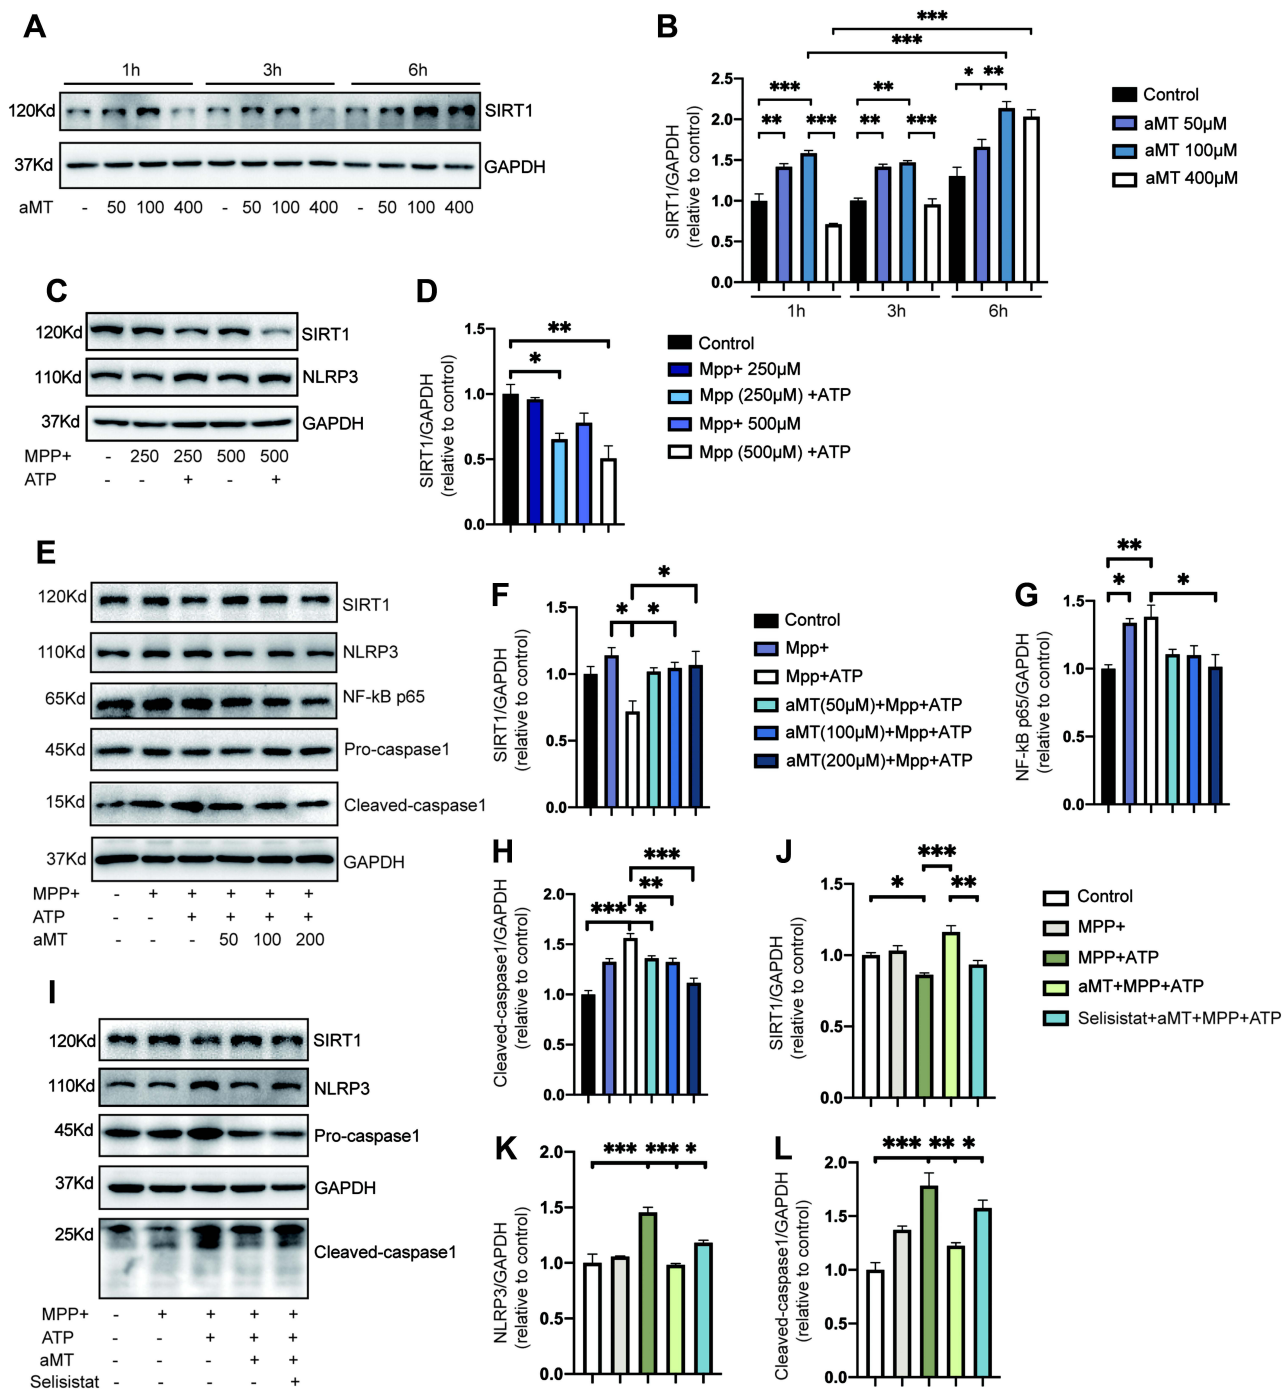 A
1h 3h 6h
120Kd SIRT1
37Kd GAPDH
aMT - 50 100 400 - 50 100 400 - 50 100 400
B
*** 
***
*** ** * **
** *** ** ***
2.5
2.0
1.5
1.0
0.5
0.0
SIRT1/GAPDH
(relative to control)
1h 3h 6h
Control
aMT 50μM
aMT 100μM
aMT 400μM
C
120Kd SIRT1
110Kd NLRP3
37Kd GAPDH
MPP+ - 250 250 500 500
ATP - - + - +
D
**
*
1.5
1.0
0.5
0.0
SIRT1/GAPDH
(relative to control)
Control
Mpp+ 250μM
Mpp (250μM) +ATP
Mpp+ 500μM
Mpp (500μM) +ATP
E
120Kd SIRT1
110Kd NLRP3
65Kd NF-kB p65
45Kd Pro-caspase1
15Kd Cleaved-caspase1
37Kd GAPDH
MPP+ - + + + + +
ATP - - + + + +
aMT - - - 50 100 200
F
*
* *
1.5
1.0
0.5
0.0
SIRT1/GAPDH
(relative to control)
Control
Mpp+
Mpp+ATP
aMT(50μM)+Mpp+ATP
aMT(100μM)+Mpp+ATP
aMT(200μM)+Mpp+ATP
G
**
* *
1.5
1.0
0.5
0.0
NF-kB p65/GAPDH
(relative to control)
H
***
**
*** *
2.0
1.5
1.0
0.5
0.0
Cleaved-caspase1/GAPDH
(relative to control)
J
***
* **
1.5
1.0
0.5
0.0
SIRT1/GAPDH
(relative to control)
Control
MPP+
MPP+ATP
aMT+MPP+ATP
Selisistat+aMT+MPP+ATP
I
120Kd SIRT1
110Kd NLRP3
45Kd Pro-caspase1
37Kd GAPDH
25Kd Cleaved-caspase1
MPP+ - + + + +
ATP - - + + +
aMT - - - + +
Selisistat - - - - +
K
*** *** *
2.0
1.5
1.0
0.5
0.0
NLRP3/GAPDH
(relative to control)
L
*** ** *
2.0
1.5
1.0
0.5
0.0
Cleaved-caspase1/GAPDH
(relative to control)